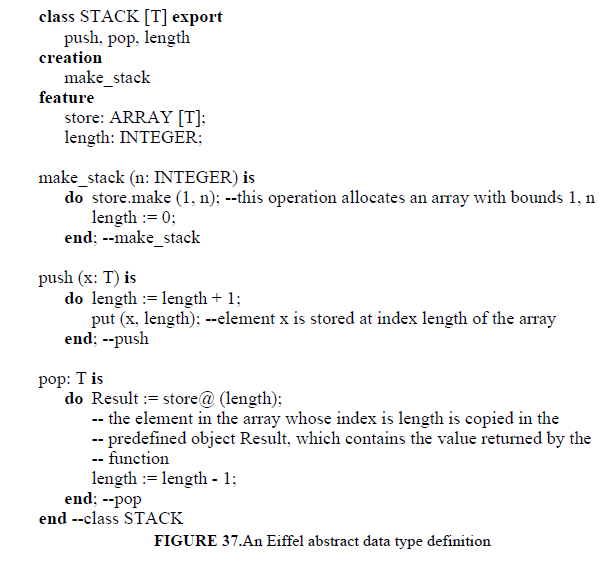 class STACK [T] export
push, pop, length
creation
make_stack
feature
store: ARRAY [T];
length: INTEGER;
make_stack (n: INTEGER) is
do store.make (1, n); --this operation allocates an array with bounds 1, n
length := 0;
end; --make_stack
push (x: T) is
do length := length + 1;
put (x, length); --element x is stored at index length of the array
end; --push
pop: T is
do Result := store@ (length);
-- the element in the array whose index is length is copied in the
-- predefined object Result, which contains the value returned by the
-- function
length := length - 1;
end; --pop
end --class STACK
FIGURE 37.An Eiffel abstract data type definition